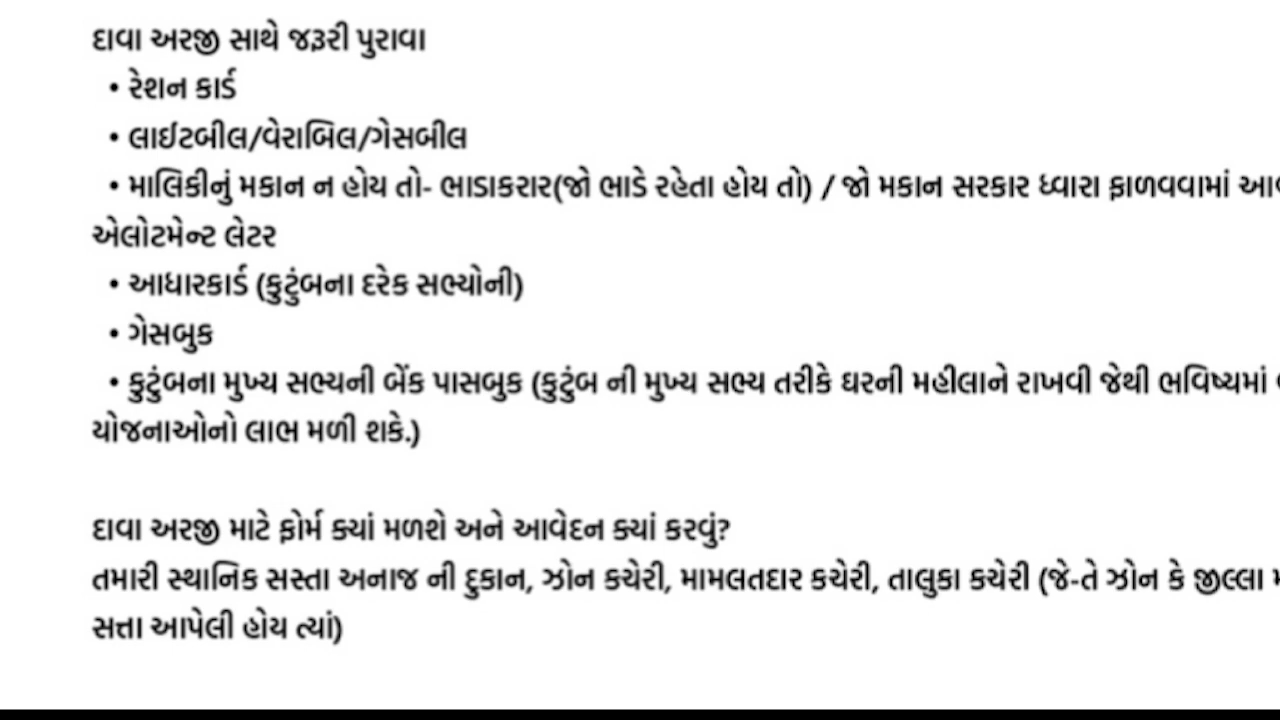 દાવા અરજી સાથે જરૂરી પુરાવા
• રેશન કાર્ડ
• લાઈટબીલ/વેરાબિલ/ગેસબીલ
• માલિકીનું મકાન ન હોય તો- ભાડાકરાર(જો ભાડે રહેતા હોય તો) / જો મકાન સરકાર ધ્વારા ફાળવવામાં
એલોટમેન્ટ લેટર
• આધારકાર્ડ (કુટુંબના દરેક સભ્યોની)
• ગેસબુક
• કુટુંબના મુખ્ય સભ્યની બેંક પાસબુક (કુટુંબ ની મુખ્ય સભ્ય તરીકે ઘરની મહીલાને રાખવી જેથી ભવિષ્યમાં
યોજનાઓનો લાભ મળી શકે.)
દાવા અરજી માટે ફોર્મ ક્યાં મળશે અને આવેદન ક્યાં કરવું?
તમારી સ્થાનિક સસ્તા અનાજ ની દુકાન, ઝોન કચેરી, મામલતદાર કચેરી, તાલુકા કચેરી (જે-તે ઝોન કે જીલ્લા
સત્તા આપેલી હોય ત્યાં)